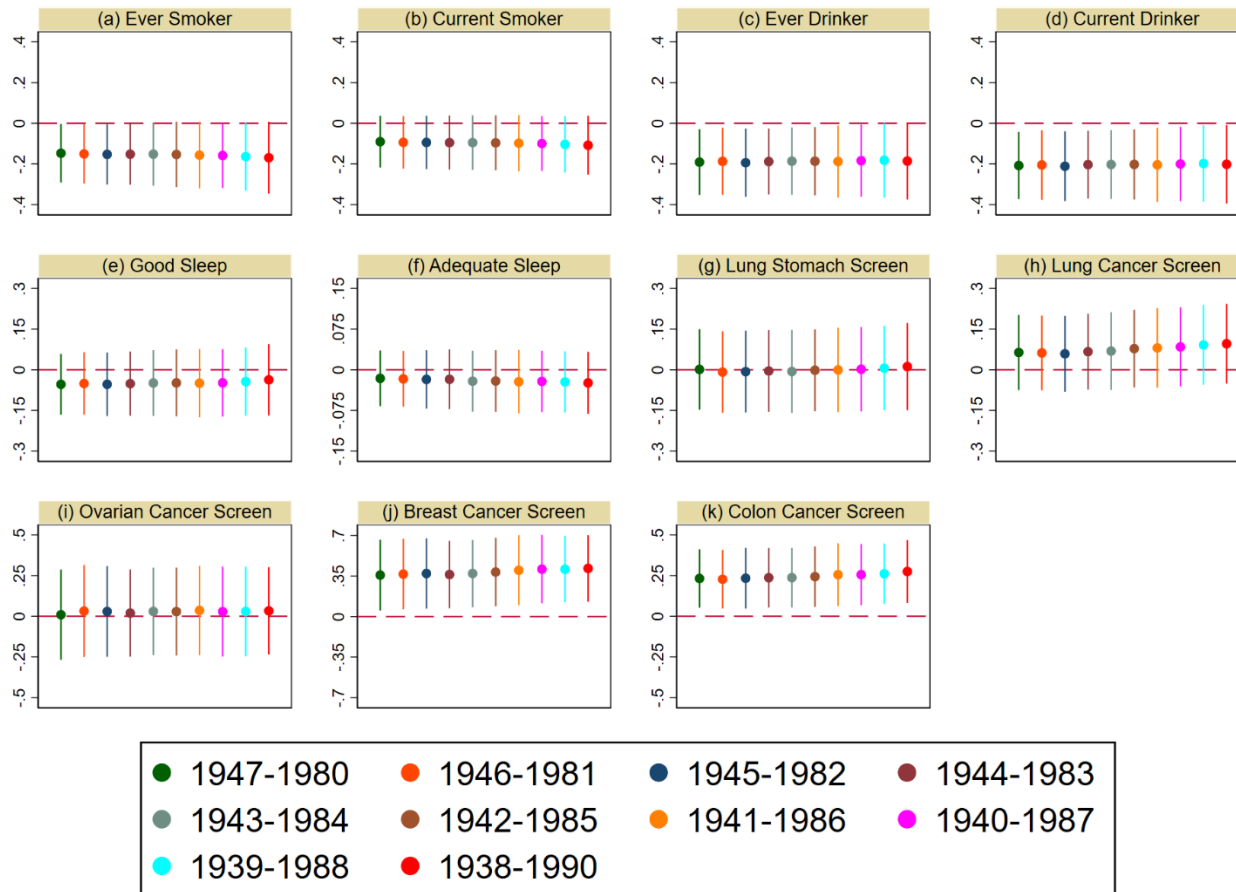 (a) Ever Smoker (b) Current Smoker (c) Ever Drinker (d) Current Drinker
.4 .4 .4 .4
.2 .2 .2 .2
0 0 0 0
-.2 -.2 -.2 -.2
-.4 -.4 -.4 -.4
(e) Good Sleep (f) Adequate Sleep (g) Lung Stomach Screen (h) Lung Cancer Screen
.3 .15 .3 .3
.15 .075 .15 .15
0 0 0 0
-.15 -.075 -.15 -.15
-.3 -.15 -.3 -.3
(i) Ovarian Cancer Screen (j) Breast Cancer Screen (k) Colon Cancer Screen
.5 .7 .5
.25 .35 .25
0 0 0
-.25 -.35 -.25
-.5 -.7 -.5
1947-1980 1946-1981 1945-1982 1944-1983
1943-1984 1942-1985 1941-1986 1940-1987
1939-1988 1938-1990